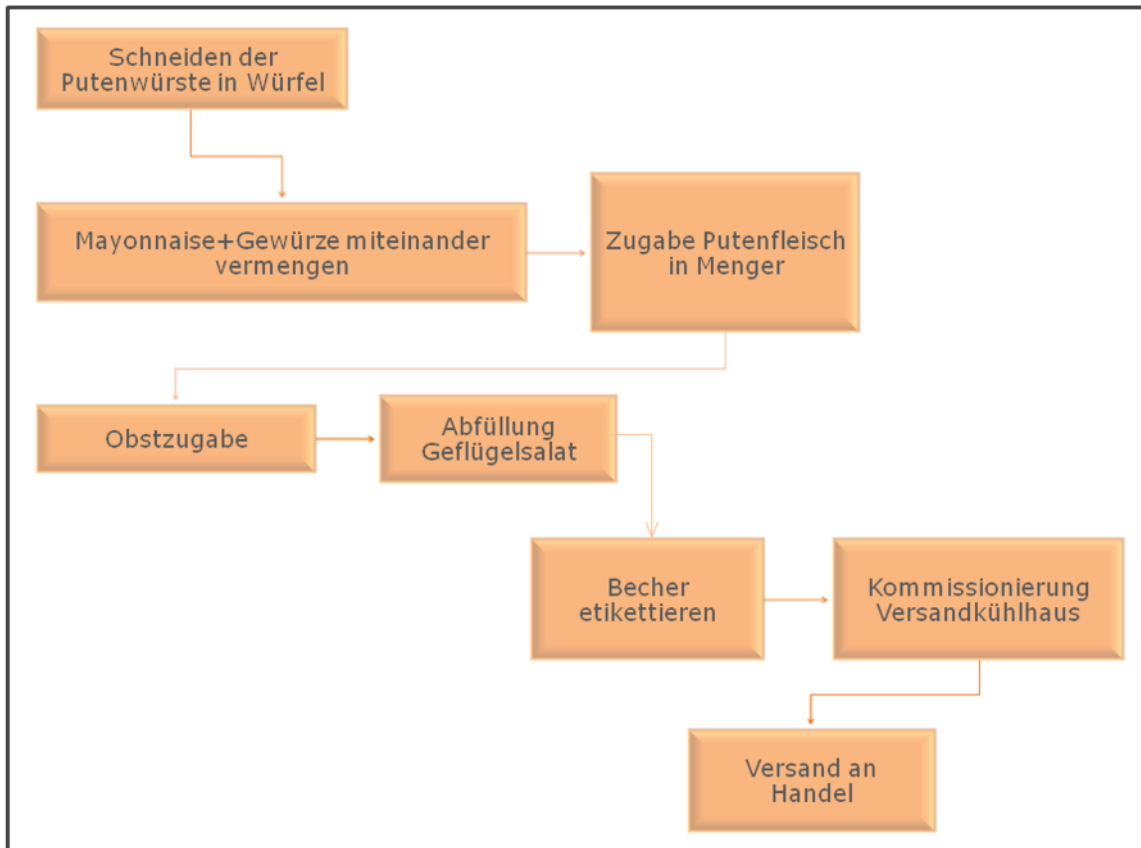 Schneiden der
Putenwürste in Würfel
Mayonnaise+Gewürze miteinander
vermengen
Zugabe Putenfleisch
in Menger
Obstzugabe
Abfüllung
Geflügelsalat
Becher
etikettieren
Kommissionierung
Versandkühlhaus
Versand an
Handel